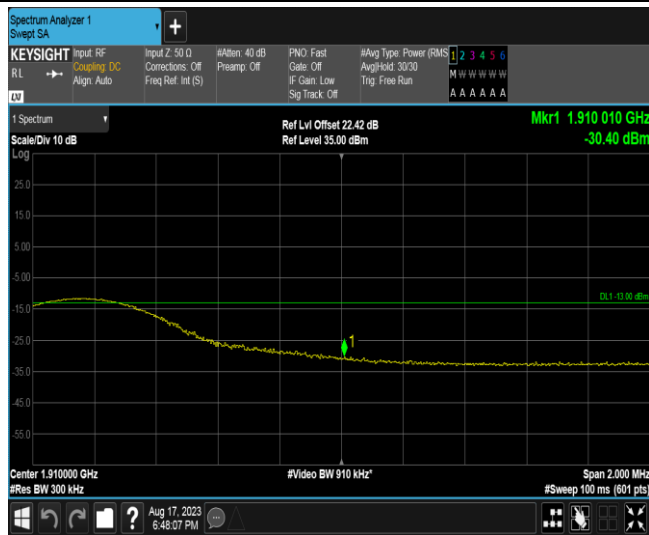 Spectrum Analyzer 1
Swept SA
+
KEYSIGHT
RL
Input: RF
Coupling: DC
Align: Auto
Input Z: 50 Ω
Corrections: Off
Freq Ref: Int (S)
#Atten: 40 dB
Preamp: Off
PNO: Fast
Gate: Off
IF Gain: Low
Sig Track: Off
#Avg Type: Power (RMS
Avg|Hold: 30/30
Trig: Free Run
1 2 3 4 5 6
M W W W W W
A A A A A A
LXI
1 Spectrum
Scale/Div 10 dB
Ref Lvl Offset 22.42 dB
Ref Level 35.00 dBm
Mkr1 1.910 010 GHz
-30.40 dBm
Log
25.0
15.0
5.00
-5.00
DL1 -13.00 dBm
-15.0
-25.0
1
-35.0
-45.0
-55.0
Center 1.910000 GHz
#Res BW 300 kHz
#Video BW 910 kHz*
Span 2.000 MHz
#Sweep 100 ms (601 pts)
?
Aug 17, 2023
6:48:07 PM